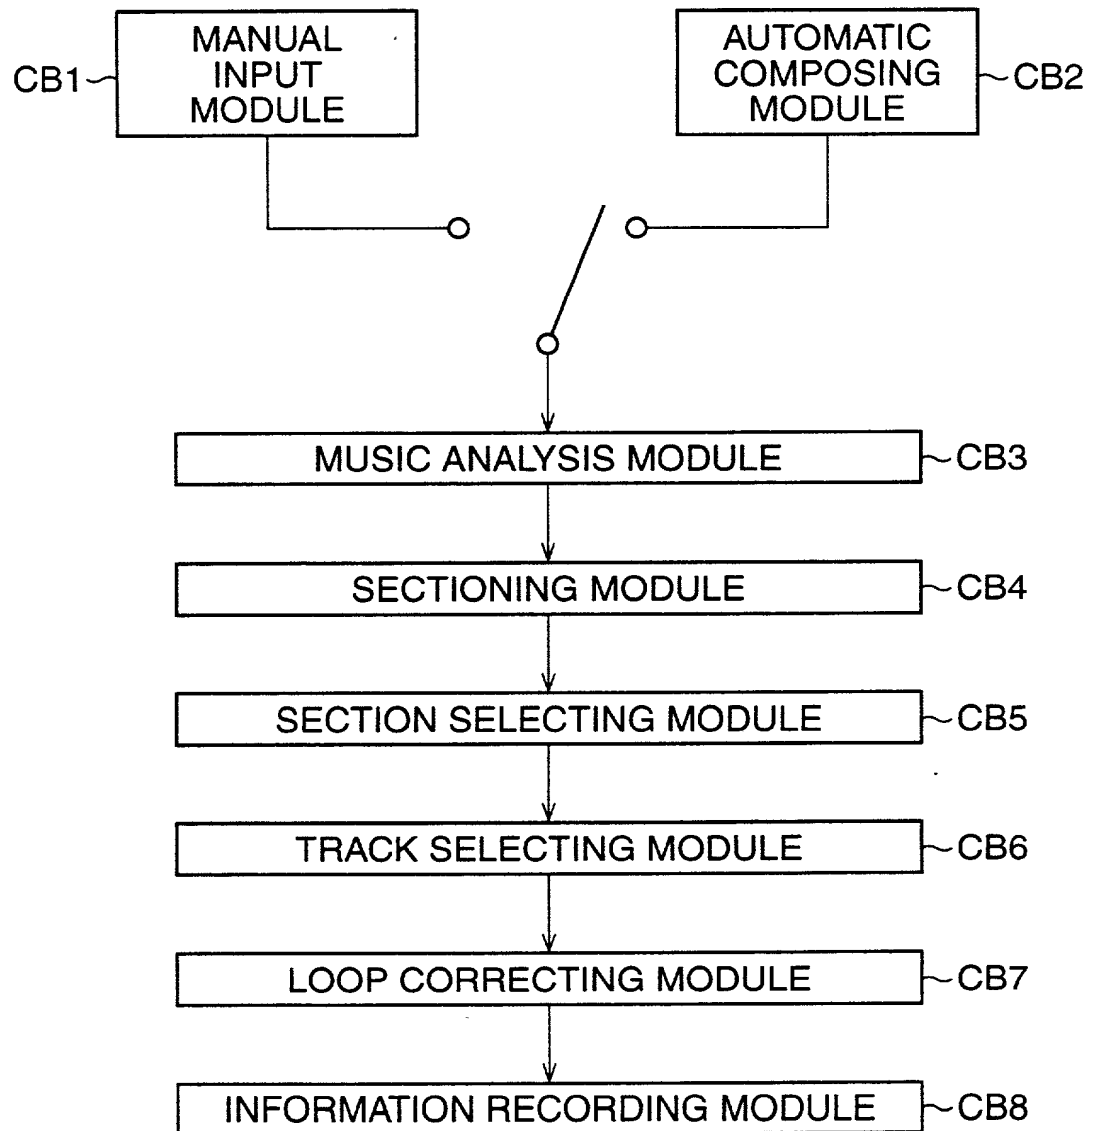 MANUAL
INPUT
MODULE
CB1
AUTOMATIC
COMPOSING
MODULE
CB2
MUSIC ANALYSIS MODULE
CB3
SECTIONING MODULE
CB4
SECTION SELECTING MODULE
CB5
TRACK SELECTING MODULE
CB6
LOOP CORRECTING MODULE
CB7
INFORMATION RECORDING MODULE
CB8